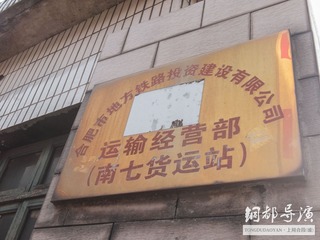 合肥市地方铁路投资建设有限公司
运输经营部
（南七货运站）
铜都导演